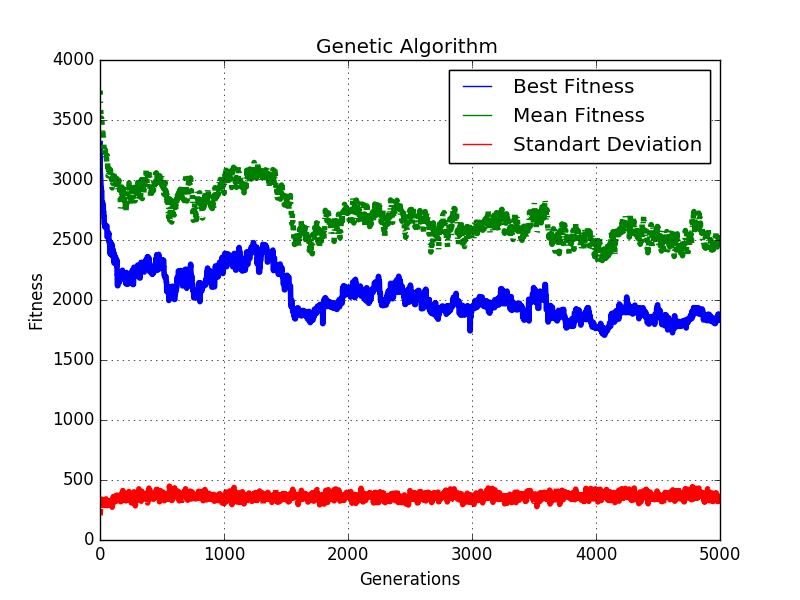 Genetic Algorithm
4000
3500
3000
2500
2000
1500
1000
500
0
Fitness
Best Fitness
Mean Fitness
Standart Deviation
0 1000 2000 3000 4000 5000
Generations